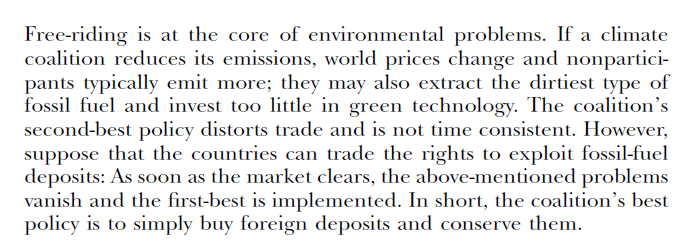 Free-riding is at the core of environmental problems. If a climate
coalition reduces its emissions, world prices change and nonpartici-
pants typically emit more; they may also extract the dirtiest type of
fossil fuel and invest too little in green technology. The coalition’s
second-best policy distorts trade and is not time consistent. However,
suppose that the countries can trade the rights to exploit fossil-fuel
deposits: As soon as the market clears, the above-mentioned problems
vanish and the first-best is implemented. In short, the coalition’s best
policy is to simply buy foreign deposits and conserve them.